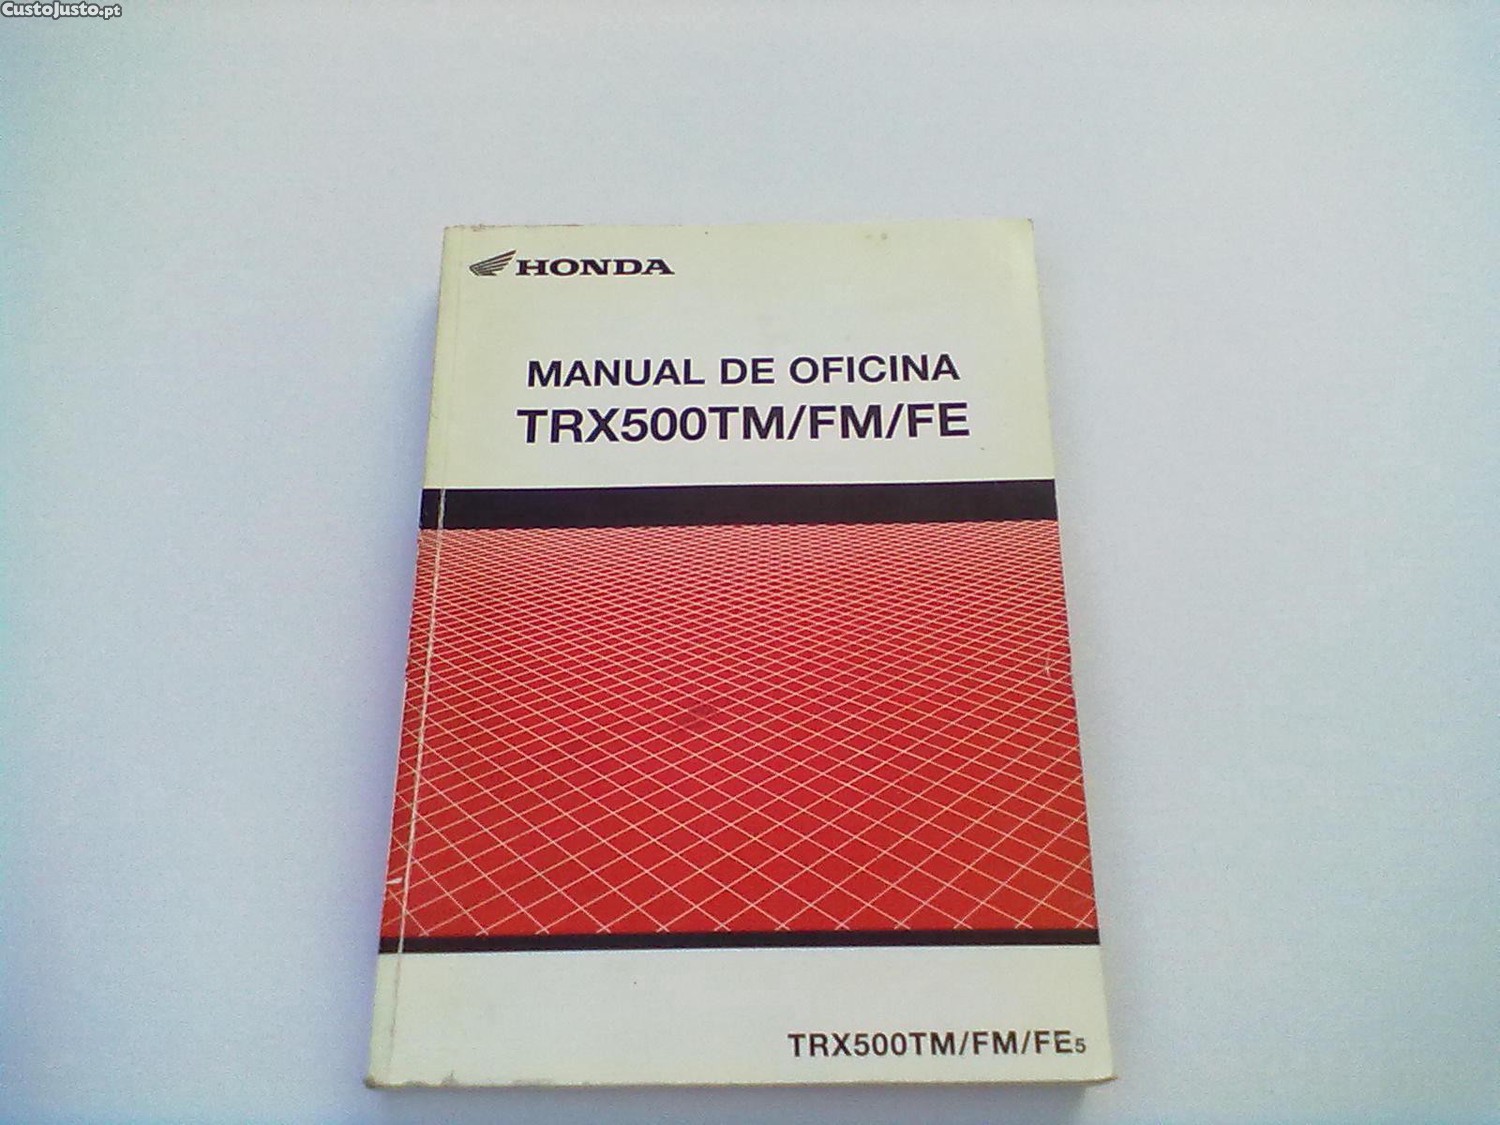 CustoJusto.pt
HONDA
MANUAL DE OFICINA
TRX500TM/FM/FE
TRX500TM/FM/FE5